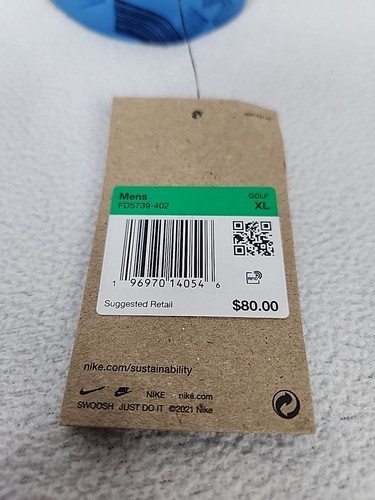 Mens
GOLF
FD5739-402
XL
1 96970 14054 6
Suggested Retail
$80.00
nike.com/sustainability
NIKE nike.com
SWOOSH JUST DO IT ©2021 Nike